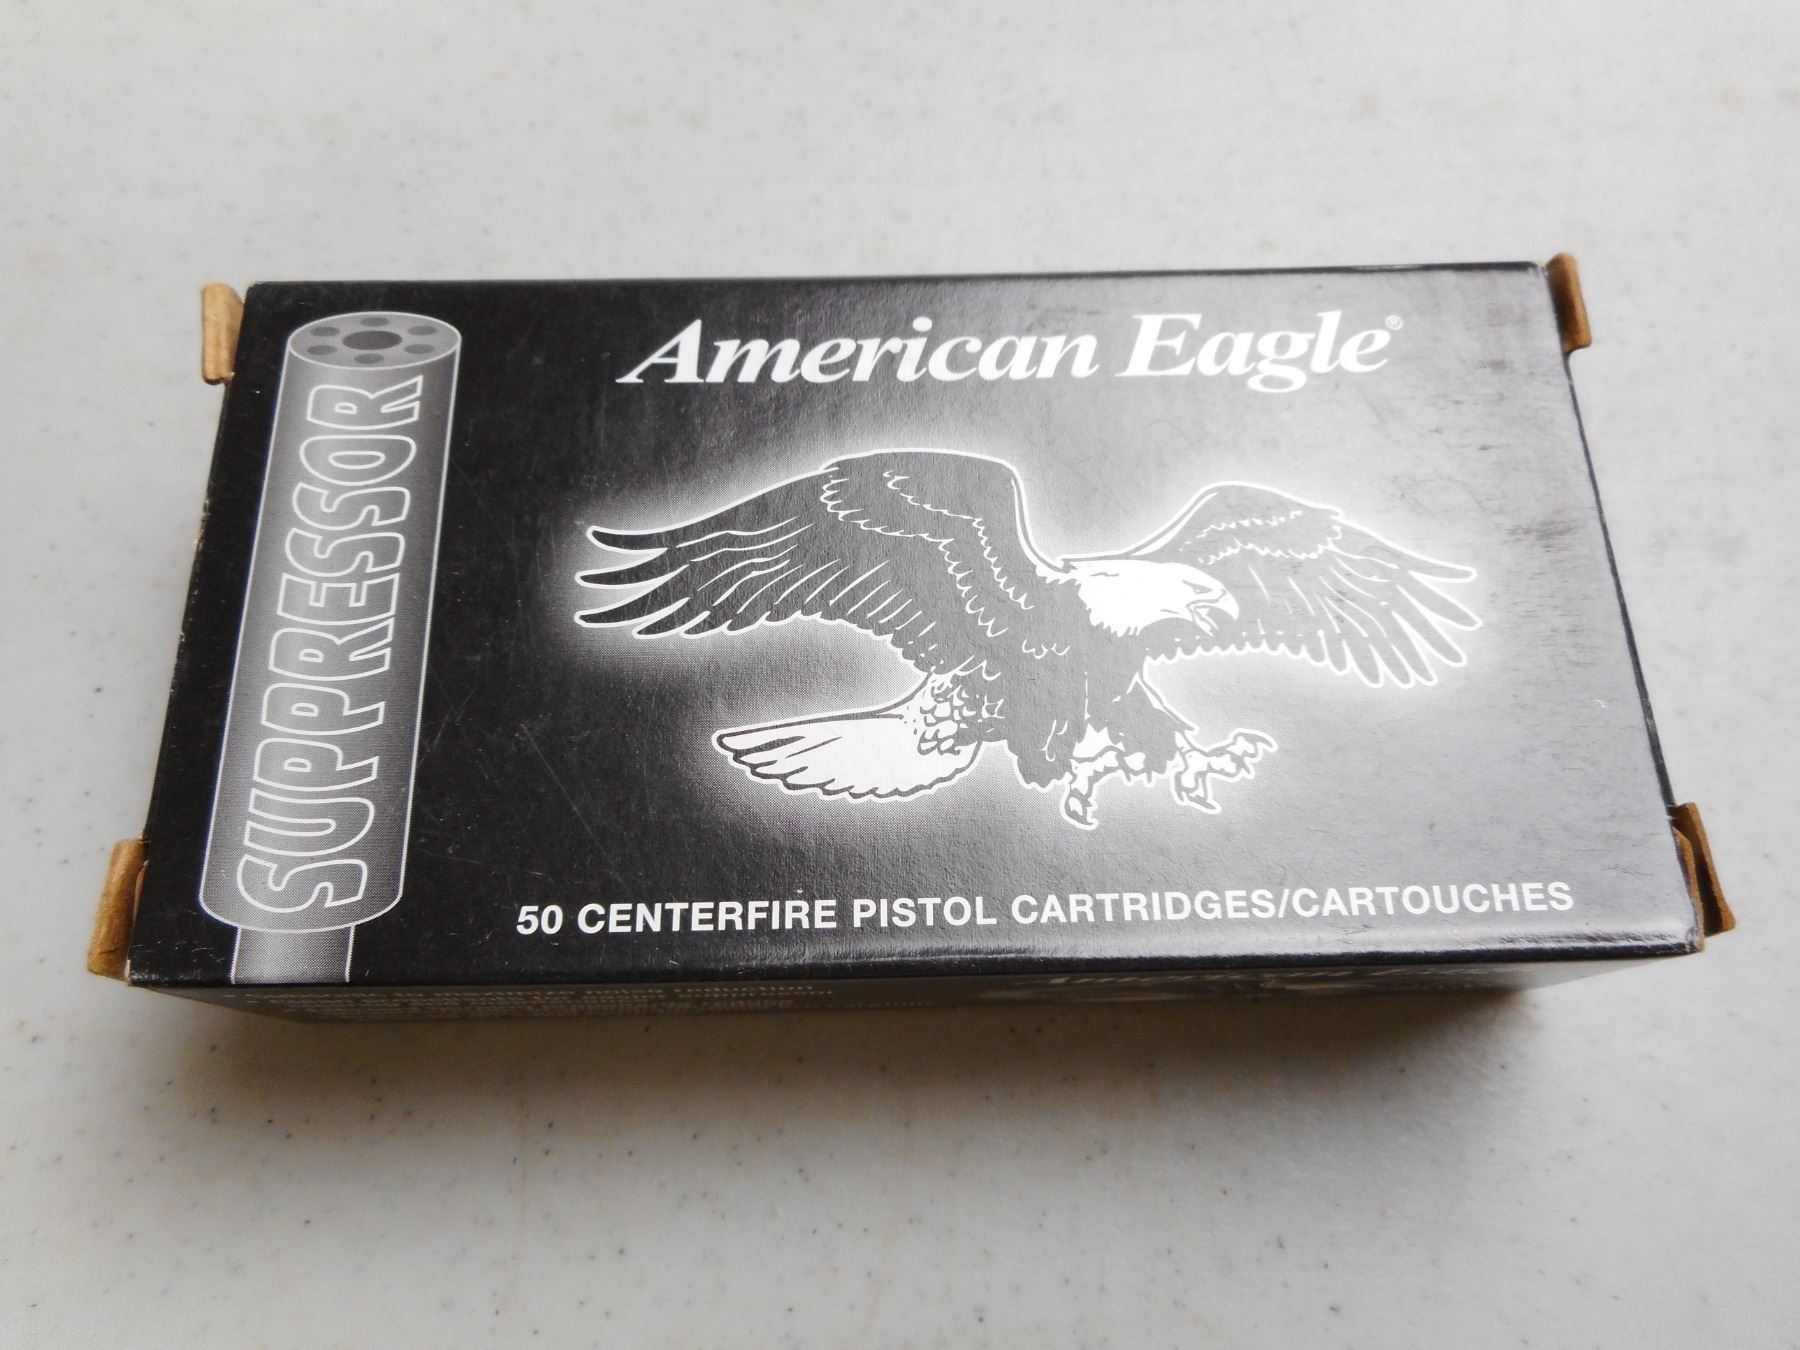 American Eagle®
SUPPRESSOR
50 CENTERFIRE PISTOL CARTRIDGES/CARTOUCHES